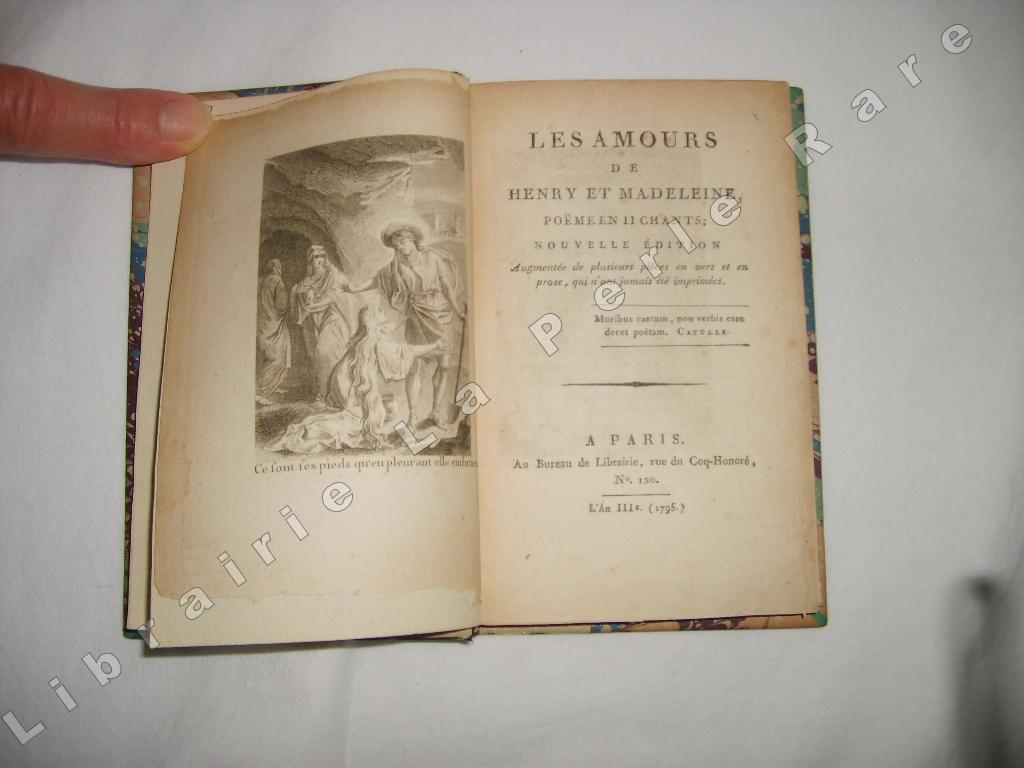 Ce sont ses pieds qu'en pleurant elle embras
LES AMOURS
DE
HENRY ET MADELEINE,
POËME EN II CHANTS;
NOUVELLE ÉDITION
Augmentée de plusieurs pièces en vers et en
prose, qui n'ont jamais été imprimées.
Moribus castum, non verbis esse
decet poëtam. CATULLE.
A PARIS.
Au Bureau de Librairie, rue du Coq-Honoré,
Nº. 120.
L'An IIIe. (1795.)
Librairie La Perle Rare